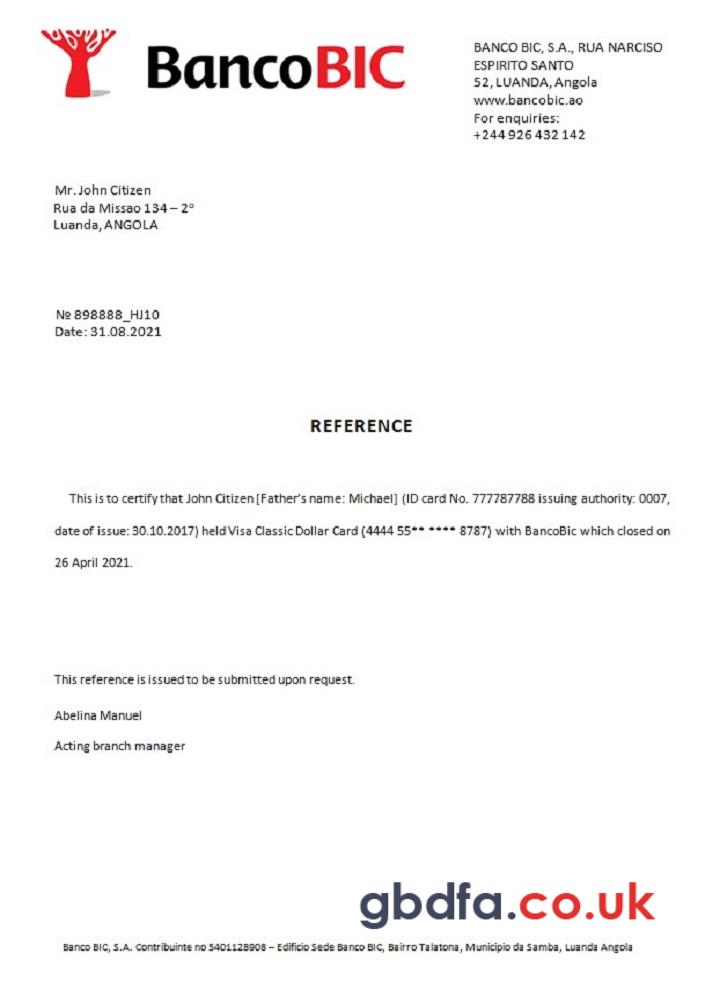 BancoBIC
BANCO BIC, S.A., RUA NARCISO
ESPIRITO SANTO
52, LUANDA, Angola
www.bancobic.ao
For enquiries:
+244 926 432 142
Mr. John Citizen
Rua da Missao 134 – 2º
Luanda, ANGOLA
№ 898888_HJ10
Date: 31.08.2021
REFERENCE
This is to certify that John Citizen [Father's name: Michael] (ID card No. 777787788 issuing authority: 0007,
date of issue: 30.10.2017) held Visa Classic Dollar Card (4444 55** **** 8787) with BancoBic which closed on
26 April 2021.
This reference is issued to be submitted upon request.
Abelina Manuel
Acting branch manager
gbdfa.co.uk
Banco BIC, S.A. Contribuinte no 5401128908 – Edificio Sede Banco BIC, Bairro Talatona, Municipio da Samba, Luanda Angola